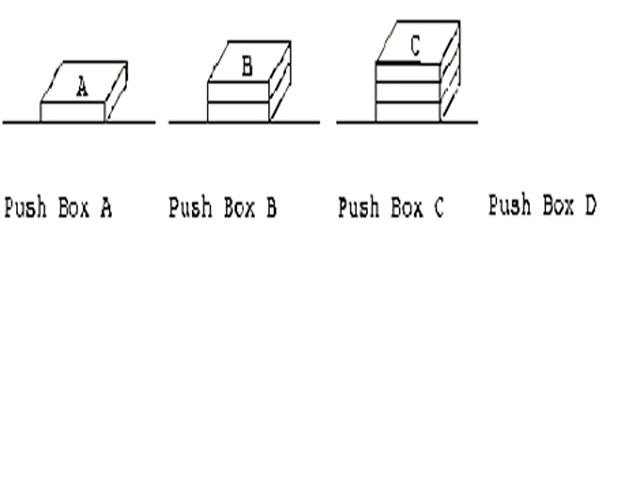 A
B
C
Push Box A
Push Box B
Push Box C
Push Box D